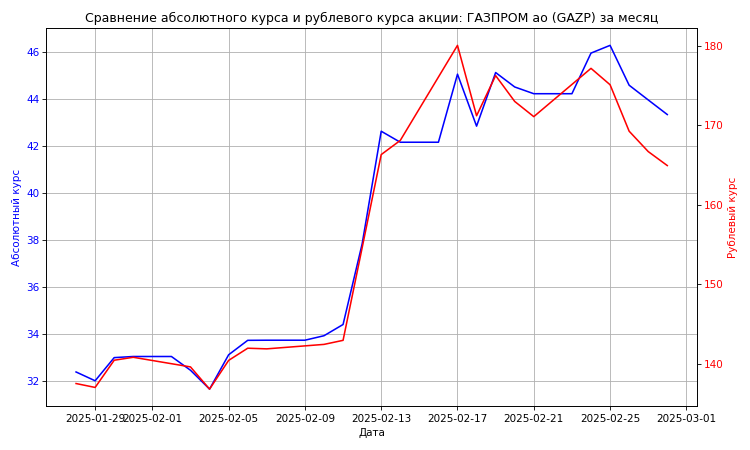 Сравнение абсолютного курса и рублевого курса акции: ГАЗПРОМ ао (GAZP) за месяц
46
44
42
40
38
36
34
32
Абсолютный курс
180
170
160
150
140
Рублевый курс
2025-01-29 2025-02-01 2025-02-05 2025-02-09 2025-02-13 2025-02-17 2025-02-21 2025-02-25 2025-03-01
Дата